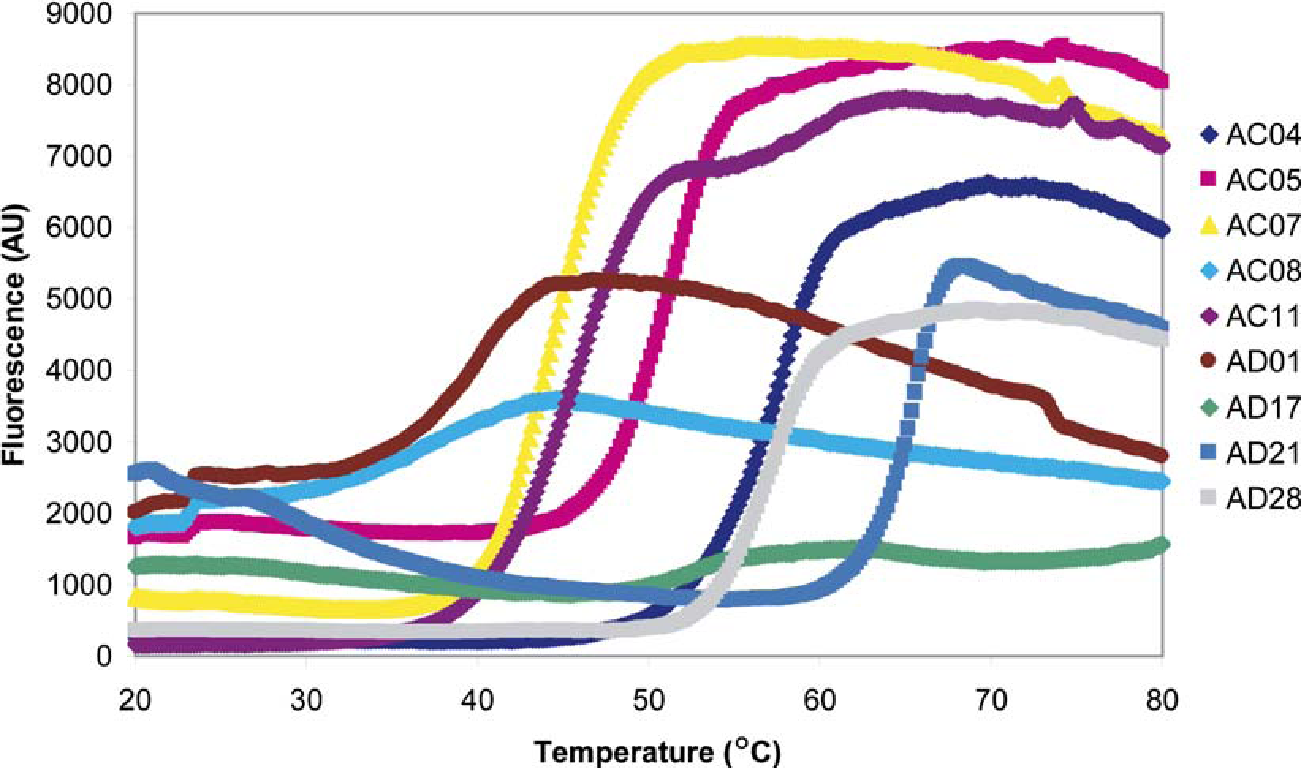 9000
8000
7000
6000
5000
4000
3000
2000
1000
0
Fluorescence (AU)
20 30 40 50 60 70 80
Temperature (°C)
AC04
AC05
AC07
AC08
AC11
AD01
AD17
AD21
AD28